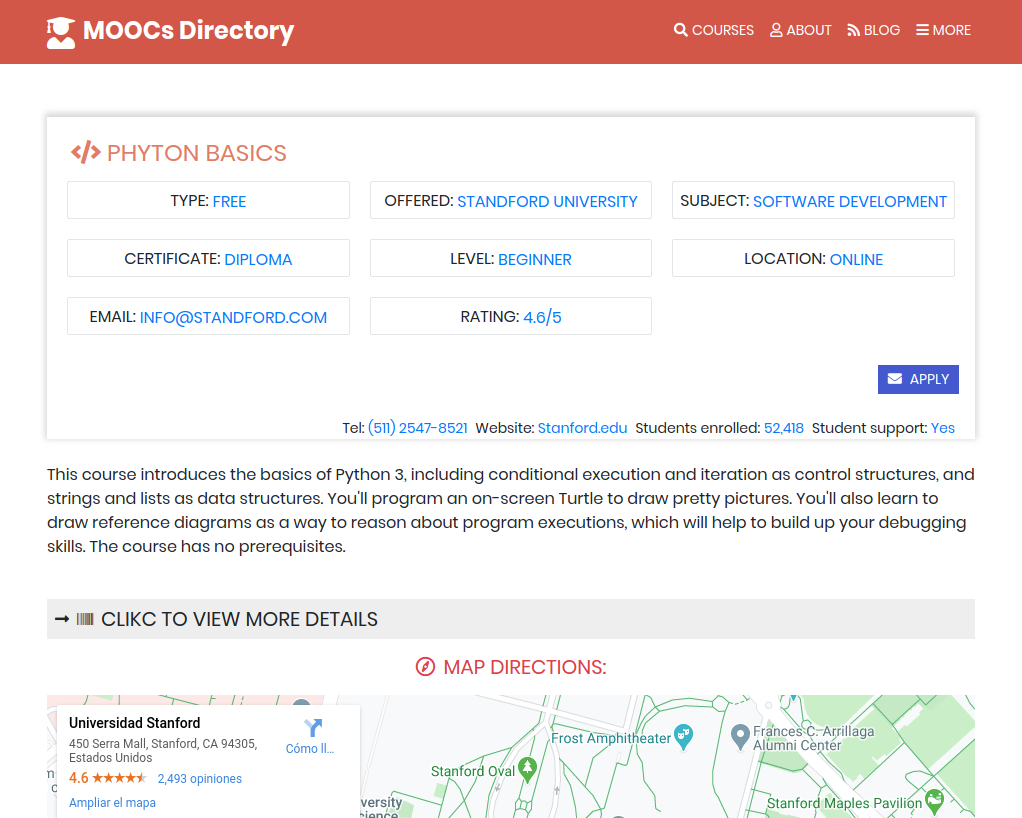 MOOCs Directory
COURSES ABOUT BLOG MORE
PHYTON BASICS
TYPE: FREE
OFFERED: STANDFORD UNIVERSITY
SUBJECT: SOFTWARE DEVELOPMENT
CERTIFICATE: DIPLOMA
LEVEL: BEGINNER
LOCATION: ONLINE
EMAIL: INFO@STANDFORD.COM
RATING: 4.6/5
APPLY
Tel: (511) 2547-8521 Website: Stanford.edu Students enrolled: 52,418 Student support: Yes
This course introduces the basics of Python 3, including conditional execution and iteration as control structures, and
strings and lists as data structures. You'll program an on-screen Turtle to draw pretty pictures. You'll also learn to
draw reference diagrams as a way to reason about program executions, which will help to build up your debugging
skills. The course has no prerequisites.
CLIKC TO VIEW MORE DETAILS
MAP DIRECTIONS:
Universidad Stanford
450 Serra Mall, Stanford, CA 94305,
Estados Unidos
Cómo ll...
4.6 2,493 opiniones
Ampliar el mapa
Frost Amphitheater
Frances C. Arrillaga
Alumni Center
Stanford Oval
Stanford Maples Pavilion